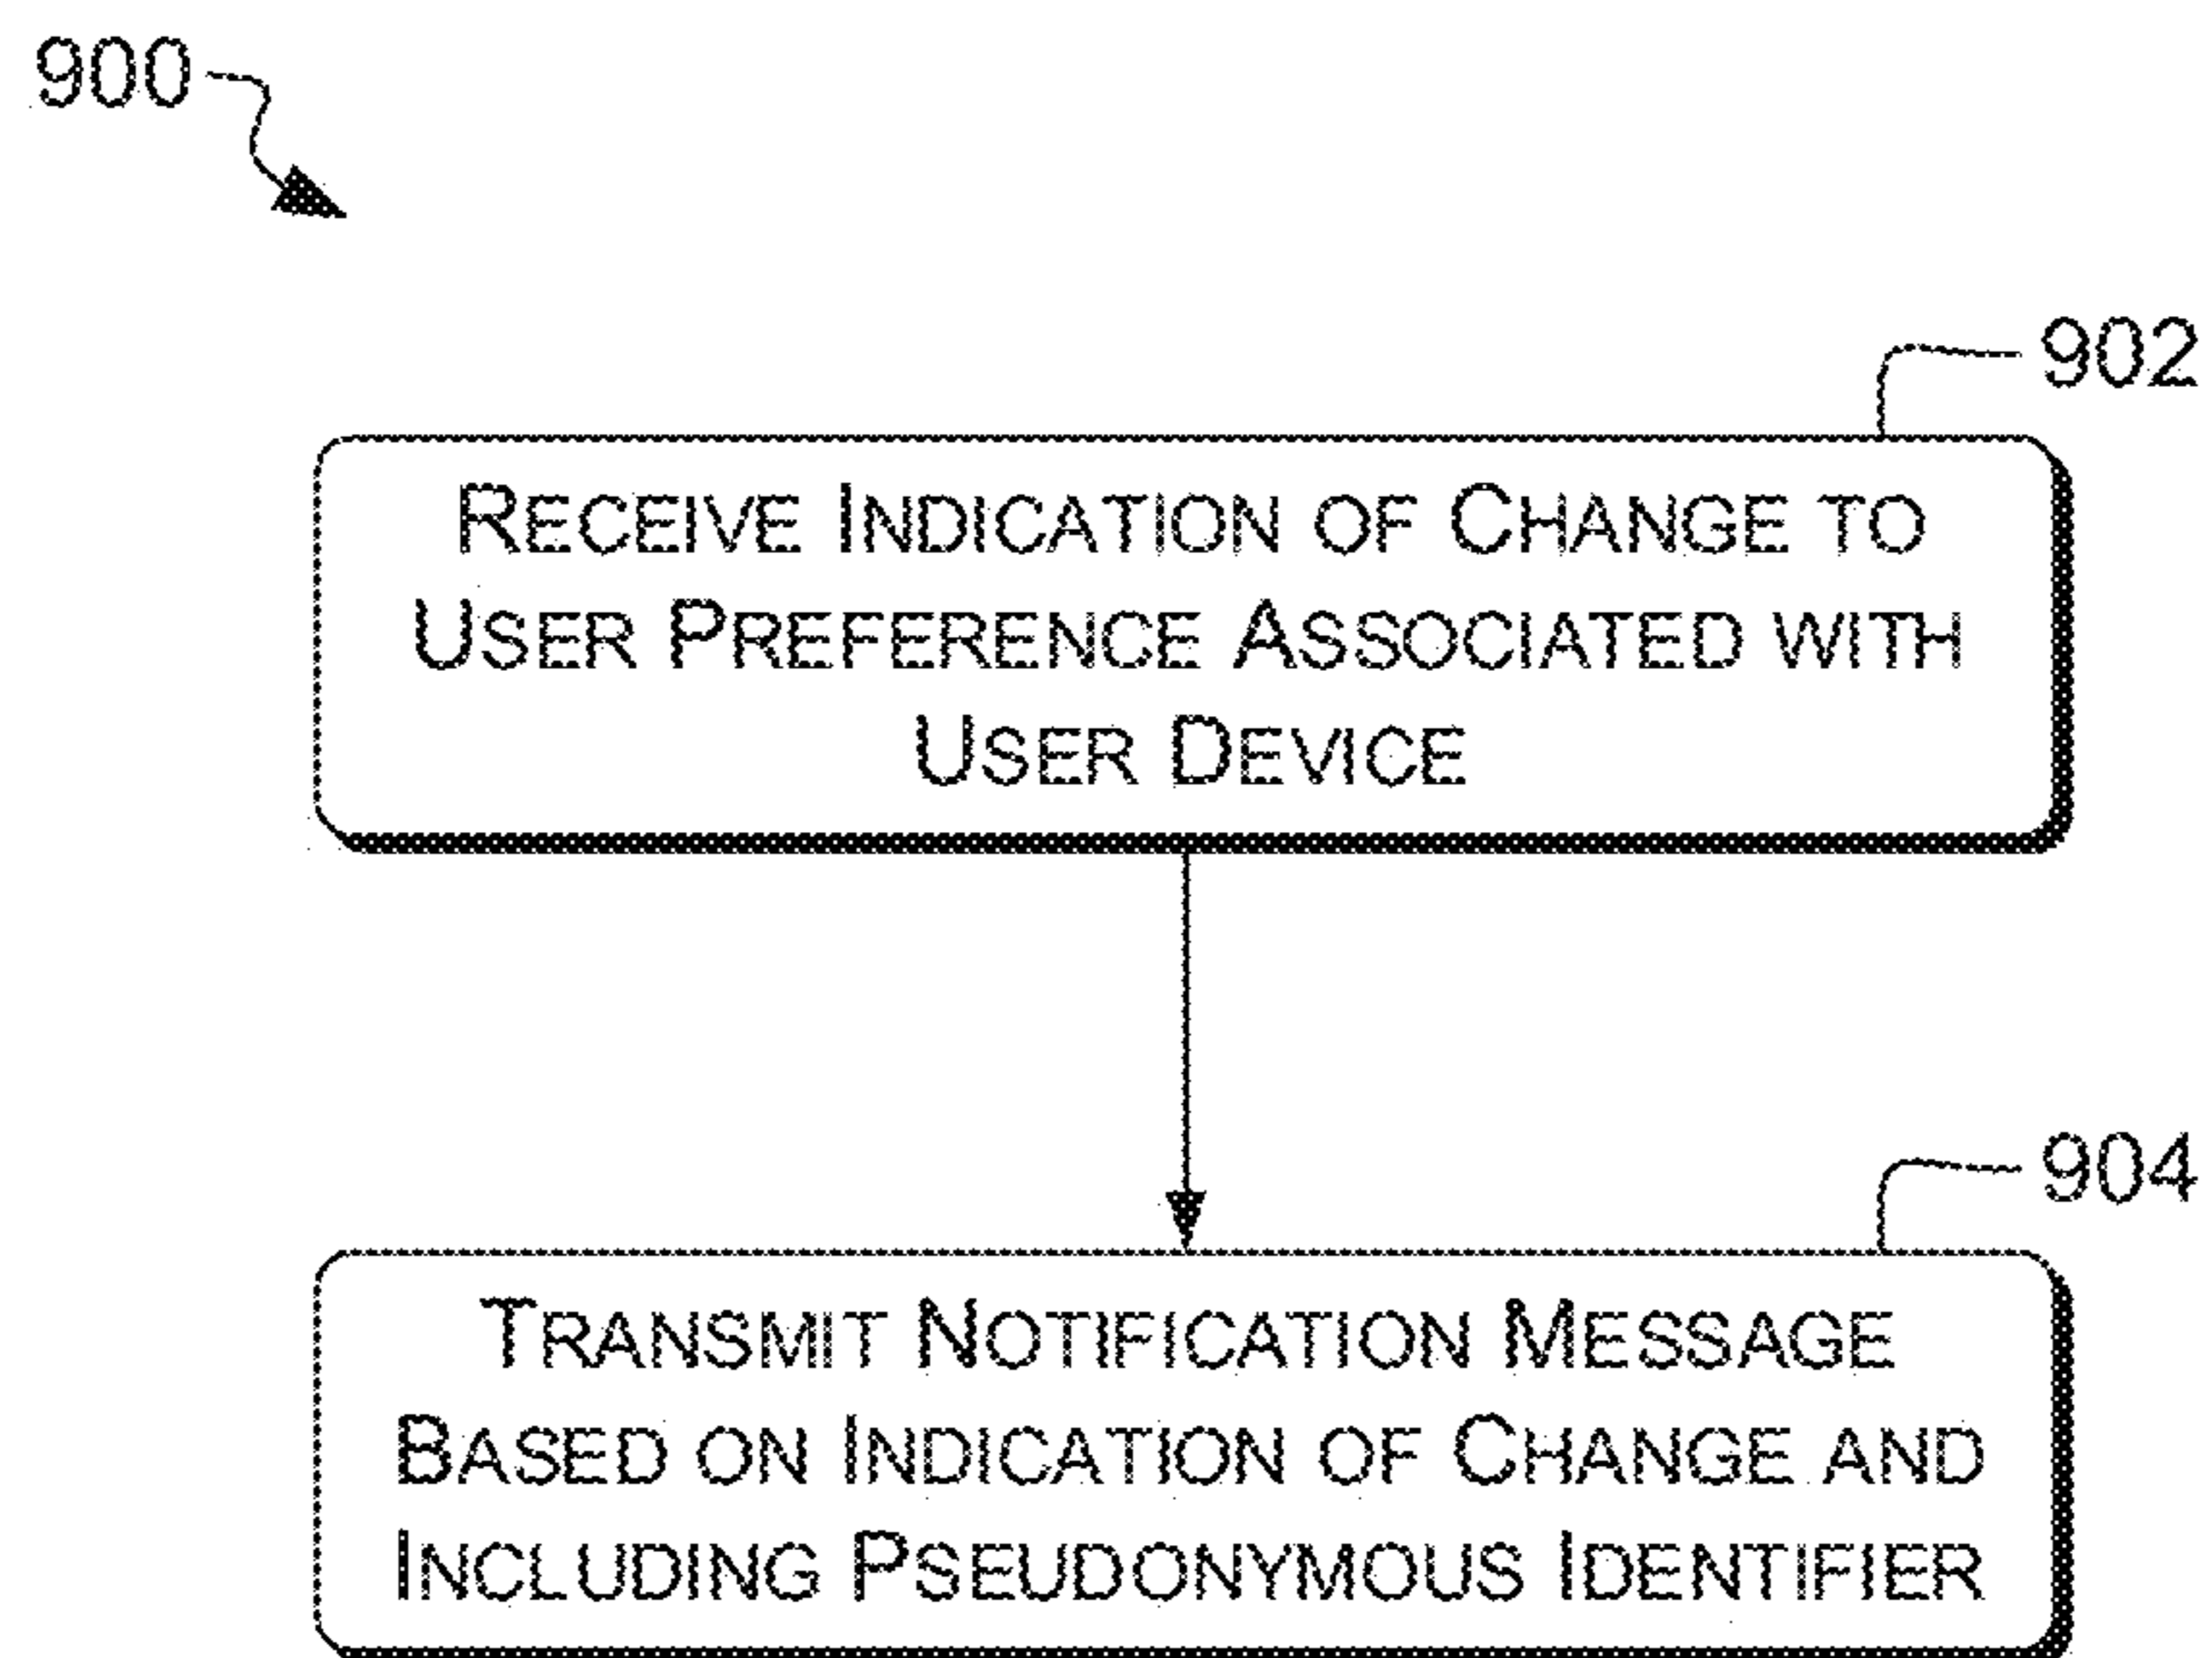 900
902
RECEIVE INDICATION OF CHANGE TO
USER PREFERENCE ASSOCIATED WITH
USER DEVICE
904
TRANSMIT NOTIFICATION MESSAGE
BASED ON INDICATION OF CHANGE AND
INCLUDING PSEUDONYMOUS IDENTIFIER